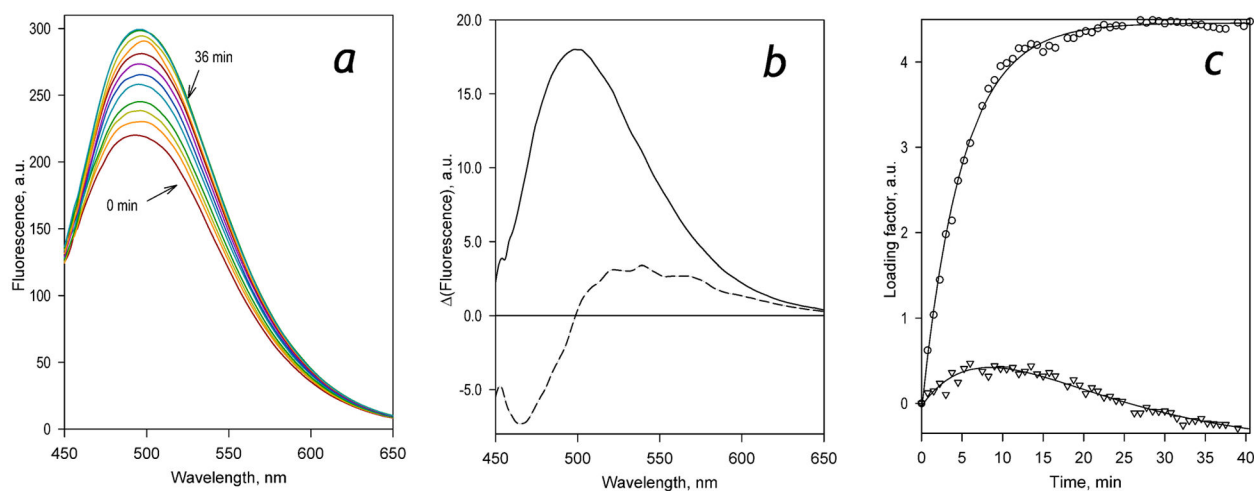 a
300
250
200
150
100
50
0
Fluorescence, a.u.
36 min
0 min
450 500 550 600 650
Wavelength, nm
b
20.0
15.0
10.0
5.0
0.0
-5.0
Δ(Fluorescence), a.u.
450 500 550 600 650
Wavelength, nm
c
4
2
0
Loading factor, a.u.
0 5 10 15 20 25 30 35 40
Time, min